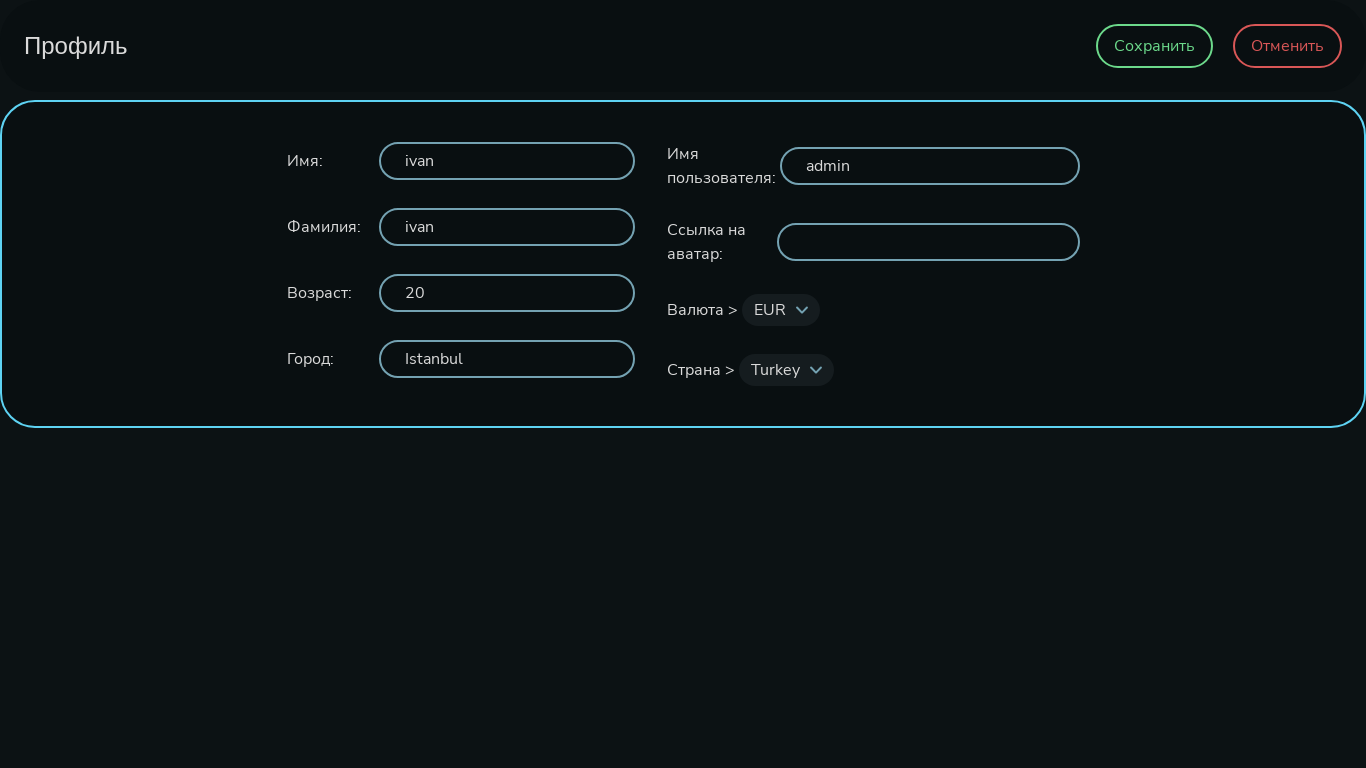 Профиль
Сохранить
Отменить
Имя:
ivan
Фамилия:
ivan
Возраст:
20
Город:
Istanbul
Имя
пользователя:
admin
Ссылка на
аватар:
Валюта >
EUR
Страна >
Turkey